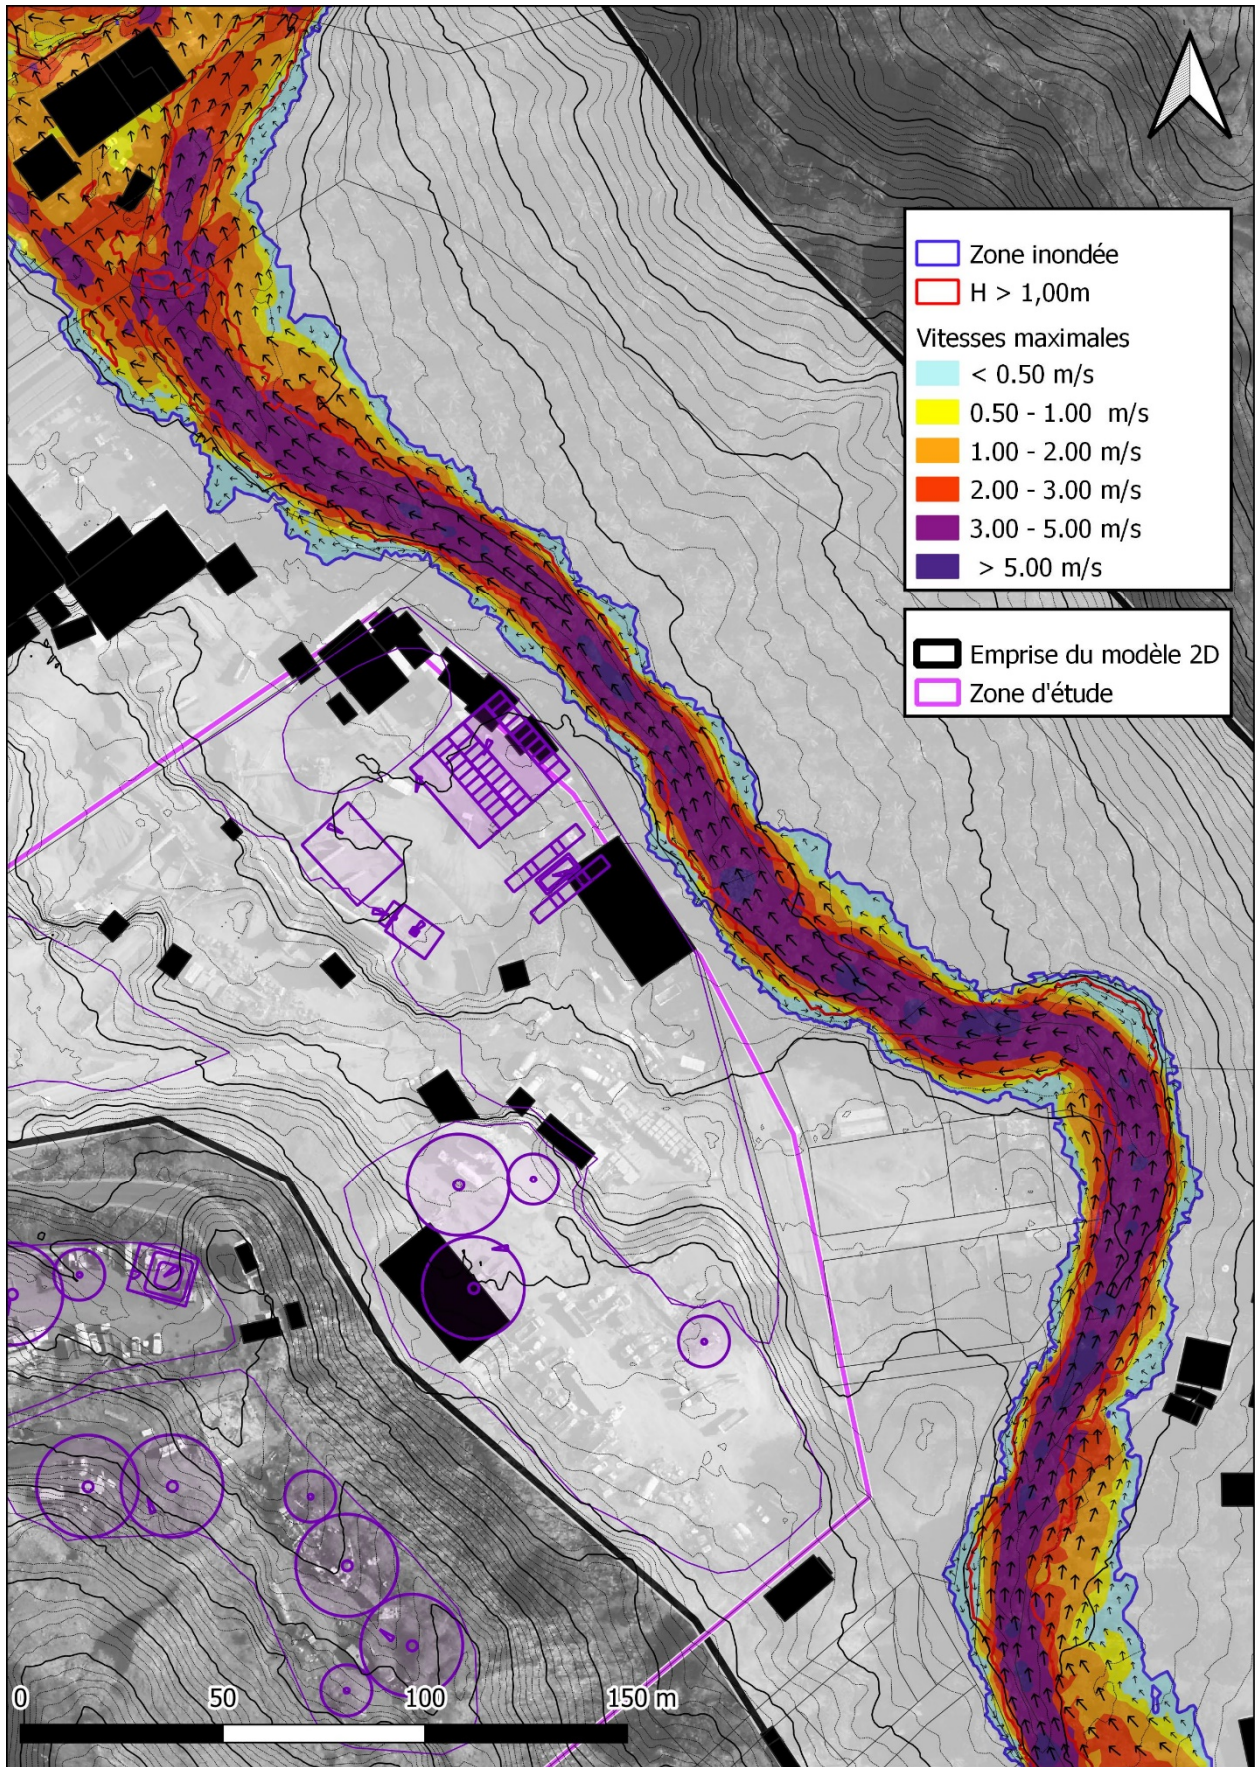 Zone inondée
H > 1,00m
Vitesses maximales
< 0.50 m/s
0.50 - 1.00 m/s
1.00 - 2.00 m/s
2.00 - 3.00 m/s
3.00 - 5.00 m/s
> 5.00 m/s
Emprise du modèle 2D
Zone d'étude
0 50 100 150 m